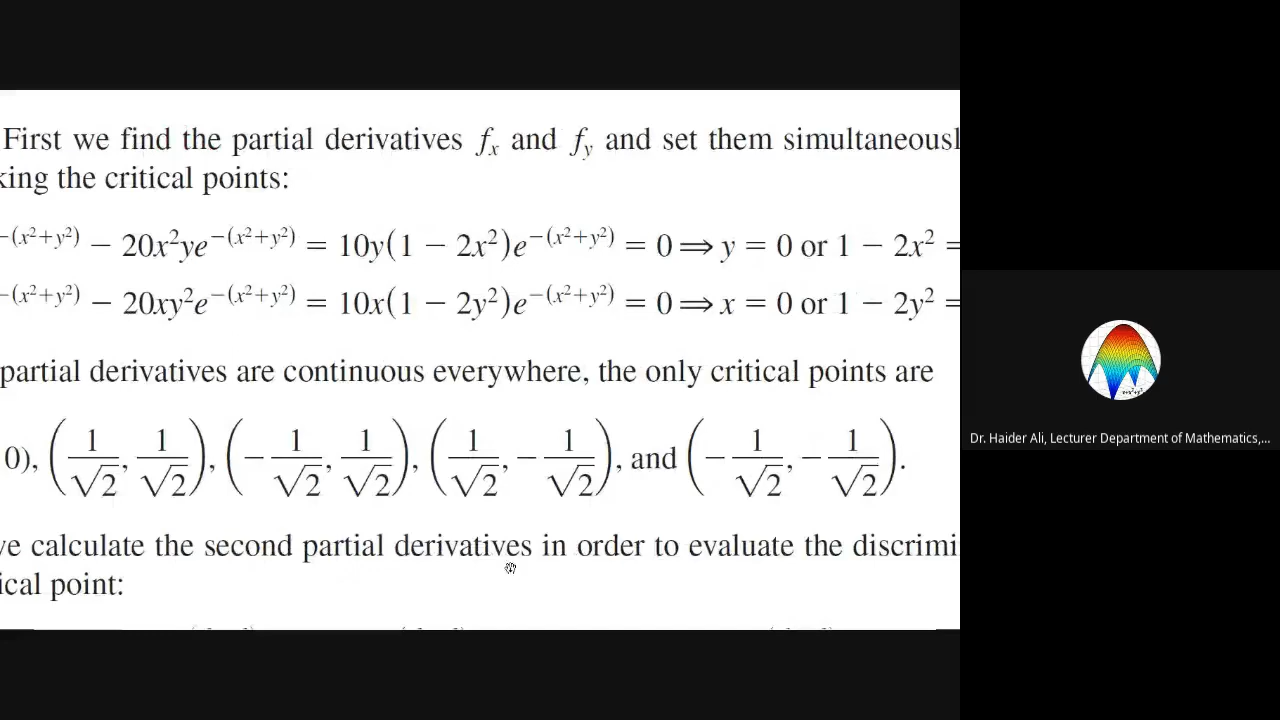 First we find the partial derivatives fₓ and f_y and set them simultaneousl
king the critical points:
−(x²+y²) − 20x²ye^−(x²+y²) = 10y(1 − 2x²)e^−(x²+y²) = 0 ⟹ y = 0 or 1 − 2x² =
−(x²+y²) − 20xy²e^−(x²+y²) = 10x(1 − 2y²)e^−(x²+y²) = 0 ⟹ x = 0 or 1 − 2y² =
partial derivatives are continuous everywhere, the only critical points are
0), (1/√2, 1/√2), (−1/√2, 1/√2), (1/√2, −1/√2), and (−1/√2, −1/√2).
ve calculate the second partial derivatives in order to evaluate the discrimi
ical point:
Dr. Haider Ali, Lecturer Department of Mathematics,...